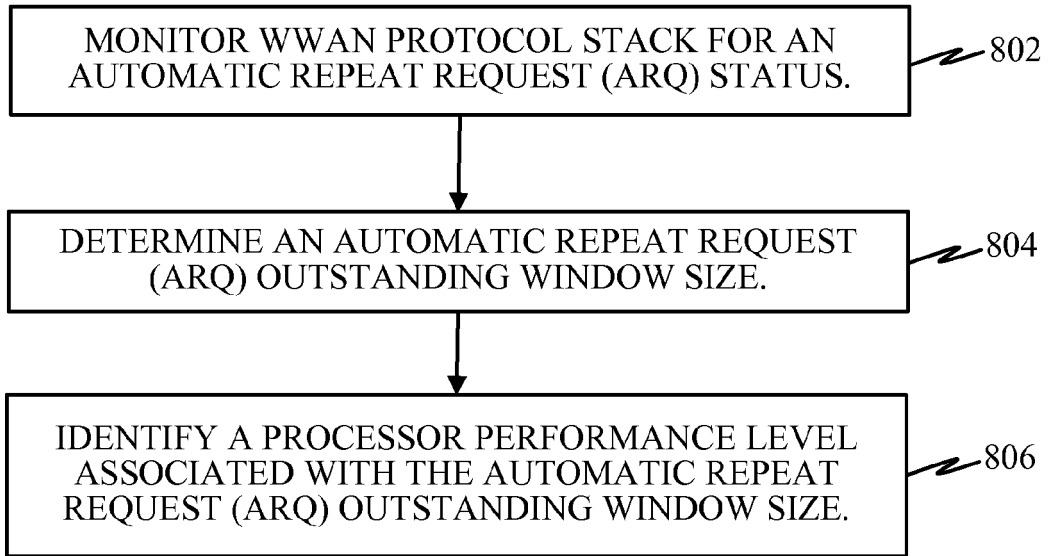 MONITOR WWAN PROTOCOL STACK FOR AN
AUTOMATIC REPEAT REQUEST (ARQ) STATUS.
802
DETERMINE AN AUTOMATIC REPEAT REQUEST
(ARQ) OUTSTANDING WINDOW SIZE.
804
IDENTIFY A PROCESSOR PERFORMANCE LEVEL
ASSOCIATED WITH THE AUTOMATIC REPEAT
REQUEST (ARQ) OUTSTANDING WINDOW SIZE.
806